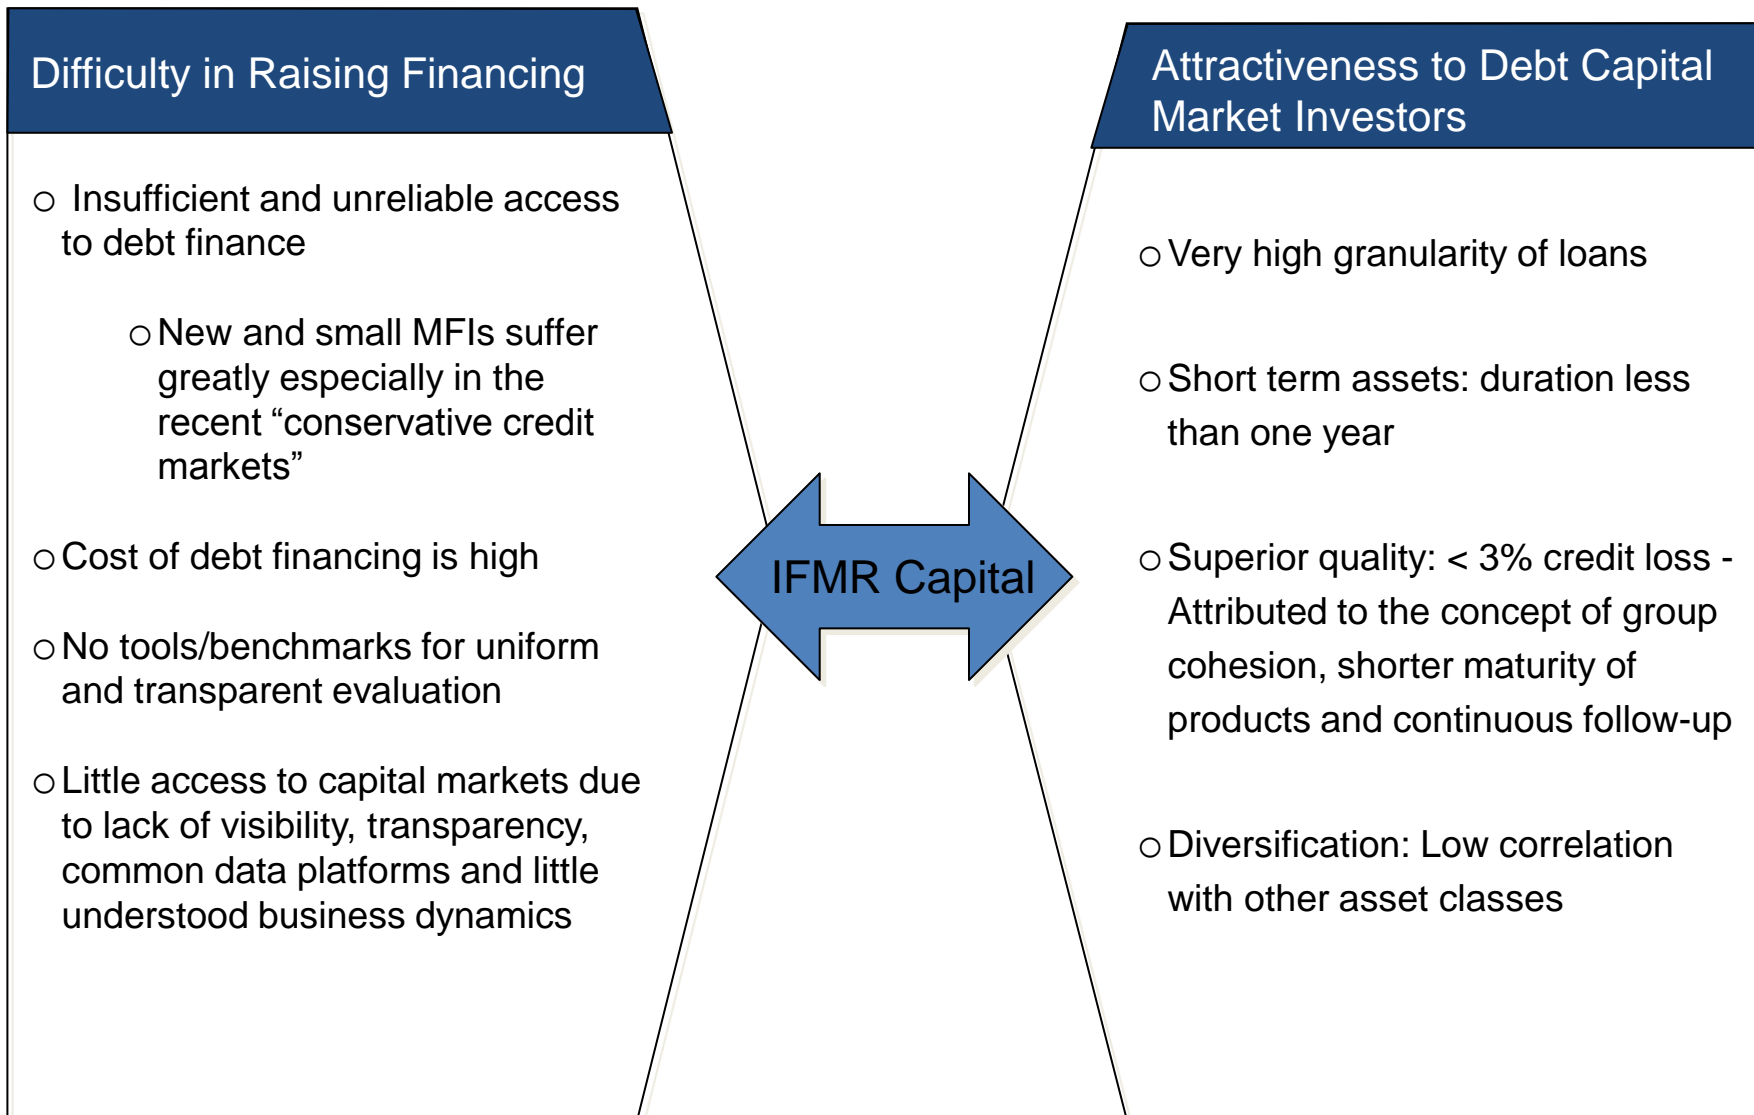 Difficulty in Raising Financing
○ Insufficient and unreliable access
to debt finance
○ New and small MFIs suffer
greatly especially in the
recent “conservative credit
markets”
○ Cost of debt financing is high
○ No tools/benchmarks for uniform
and transparent evaluation
○ Little access to capital markets due
to lack of visibility, transparency,
common data platforms and little
understood business dynamics
IFMR Capital
Attractiveness to Debt Capital
Market Investors
○ Very high granularity of loans
○ Short term assets: duration less
than one year
○ Superior quality: < 3% credit loss -
Attributed to the concept of group
cohesion, shorter maturity of
products and continuous follow-up
○ Diversification: Low correlation
with other asset classes